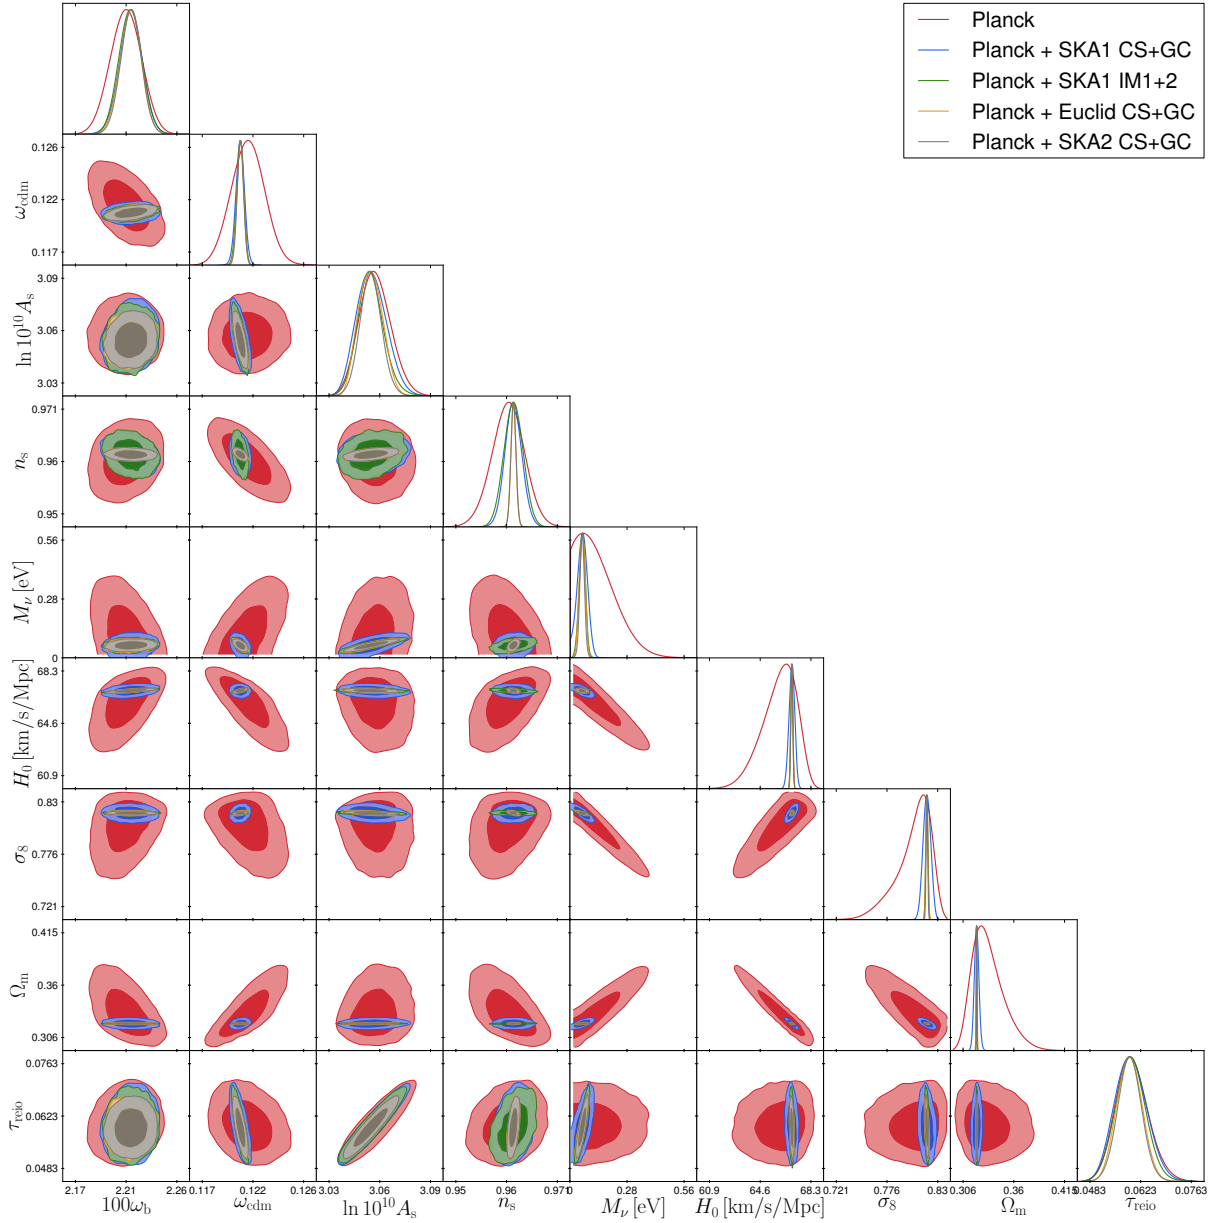 Planck
Planck + SKA1 CS+GC
Planck + SKA1 IM1+2
Planck + Euclid CS+GC
Planck + SKA2 CS+GC
2.17 2.21 2.26
0.126
0.122
0.117
ω_cdm
3.09
3.06
3.03
ln 10^10 A_s
0.971
0.96
0.95
n_s
0.56
0.28
0
M_ν [eV]
68.3
64.6
60.9
H_0 [km/s/Mpc]
0.83
0.776
0.721
σ_8
0.415
0.36
0.306
Ω_m
0.0763
0.0623
0.0483
τ_reio
0.117 0.122 0.126
3.03 3.06 3.09
0.95 0.96 0.971
0 0.28 0.56
60.9 64.6 68.3
0.721 0.776 0.83
0.306 0.36 0.415
0.0483 0.0623 0.0763
100ω_b ω_cdm ln 10^10 A_s n_s M_ν [eV] H_0 [km/s/Mpc] σ_8 Ω_m τ_reio